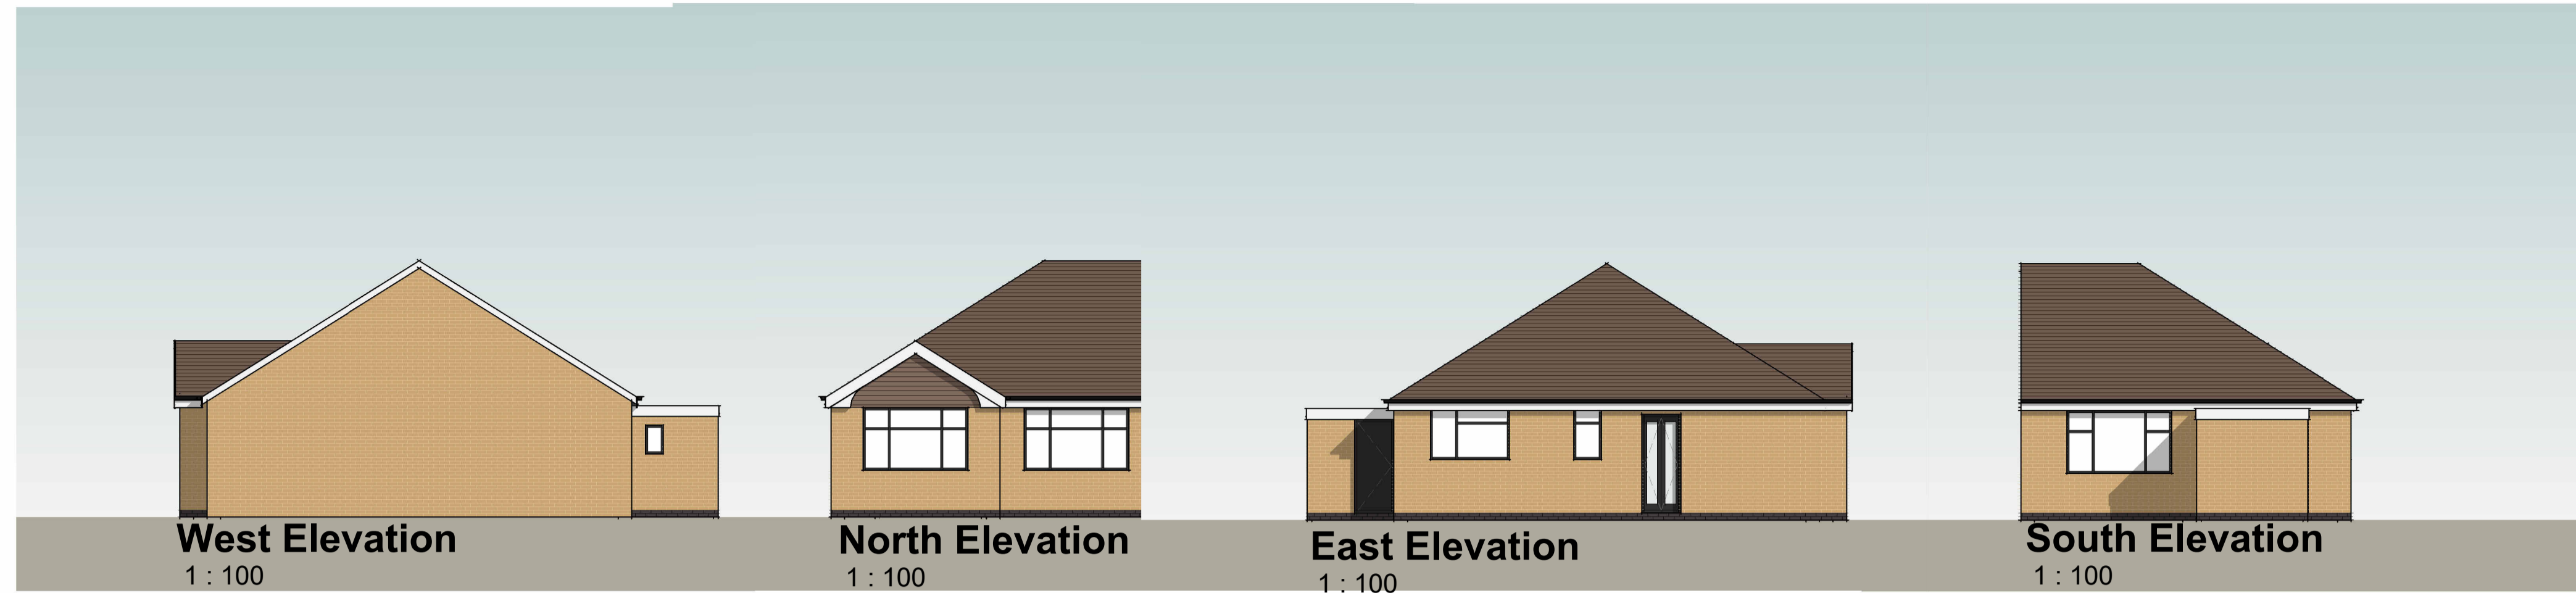 West Elevation
1 : 100
North Elevation
1 : 100
East Elevation
1 : 100
South Elevation
1 : 100